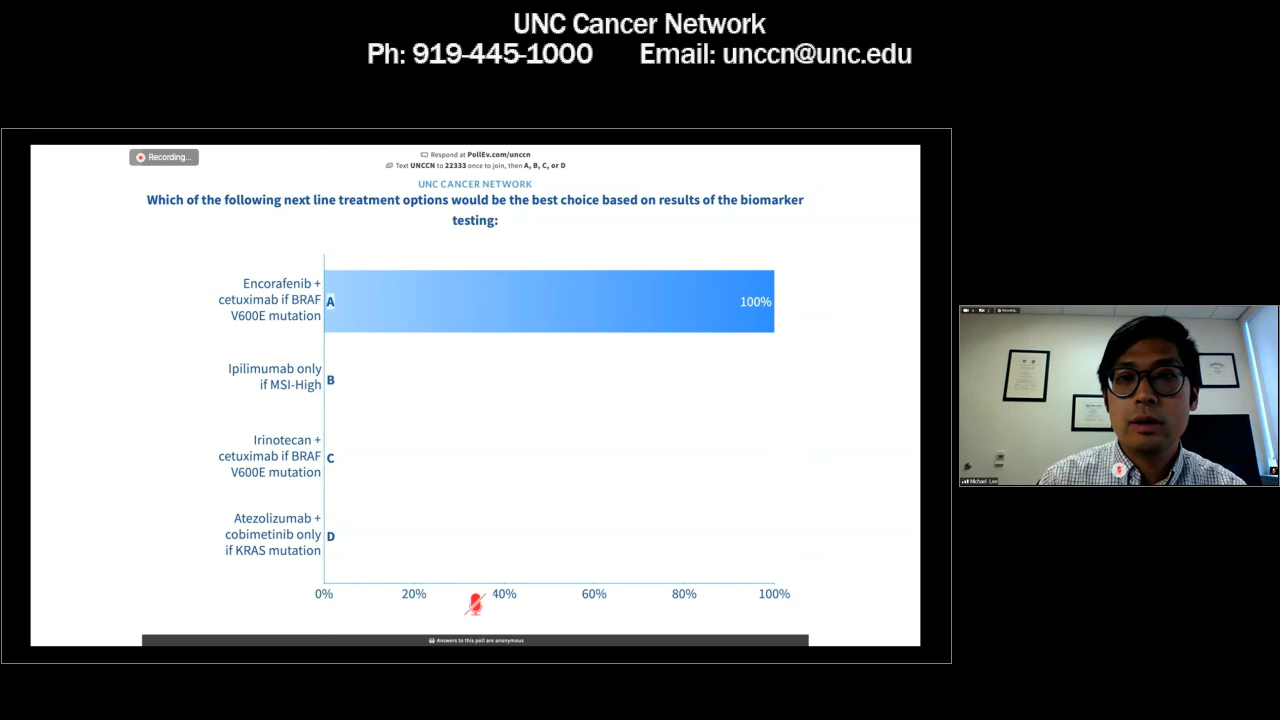 UNC Cancer Network
Ph: 919-445-1000 Email: unccn@unc.edu
Recording...
Respond at PollEv.com/unccn
Text UNCCN to 22333 once to join, then A, B, C, or D
UNC CANCER NETWORK
Which of the following next line treatment options would be the best choice based on results of the biomarker
testing:
Encorafenib +
cetuximab if BRAF
V600E mutation
A
100%
Ipilimumab only
if MSI-High
B
Irinotecan +
cetuximab if BRAF
V600E mutation
C
Atezolizumab +
cobimetinib only
if KRAS mutation
D
0% 20% 40% 60% 80% 100%
Answers to this poll are anonymous
Recording...
Michael Lee